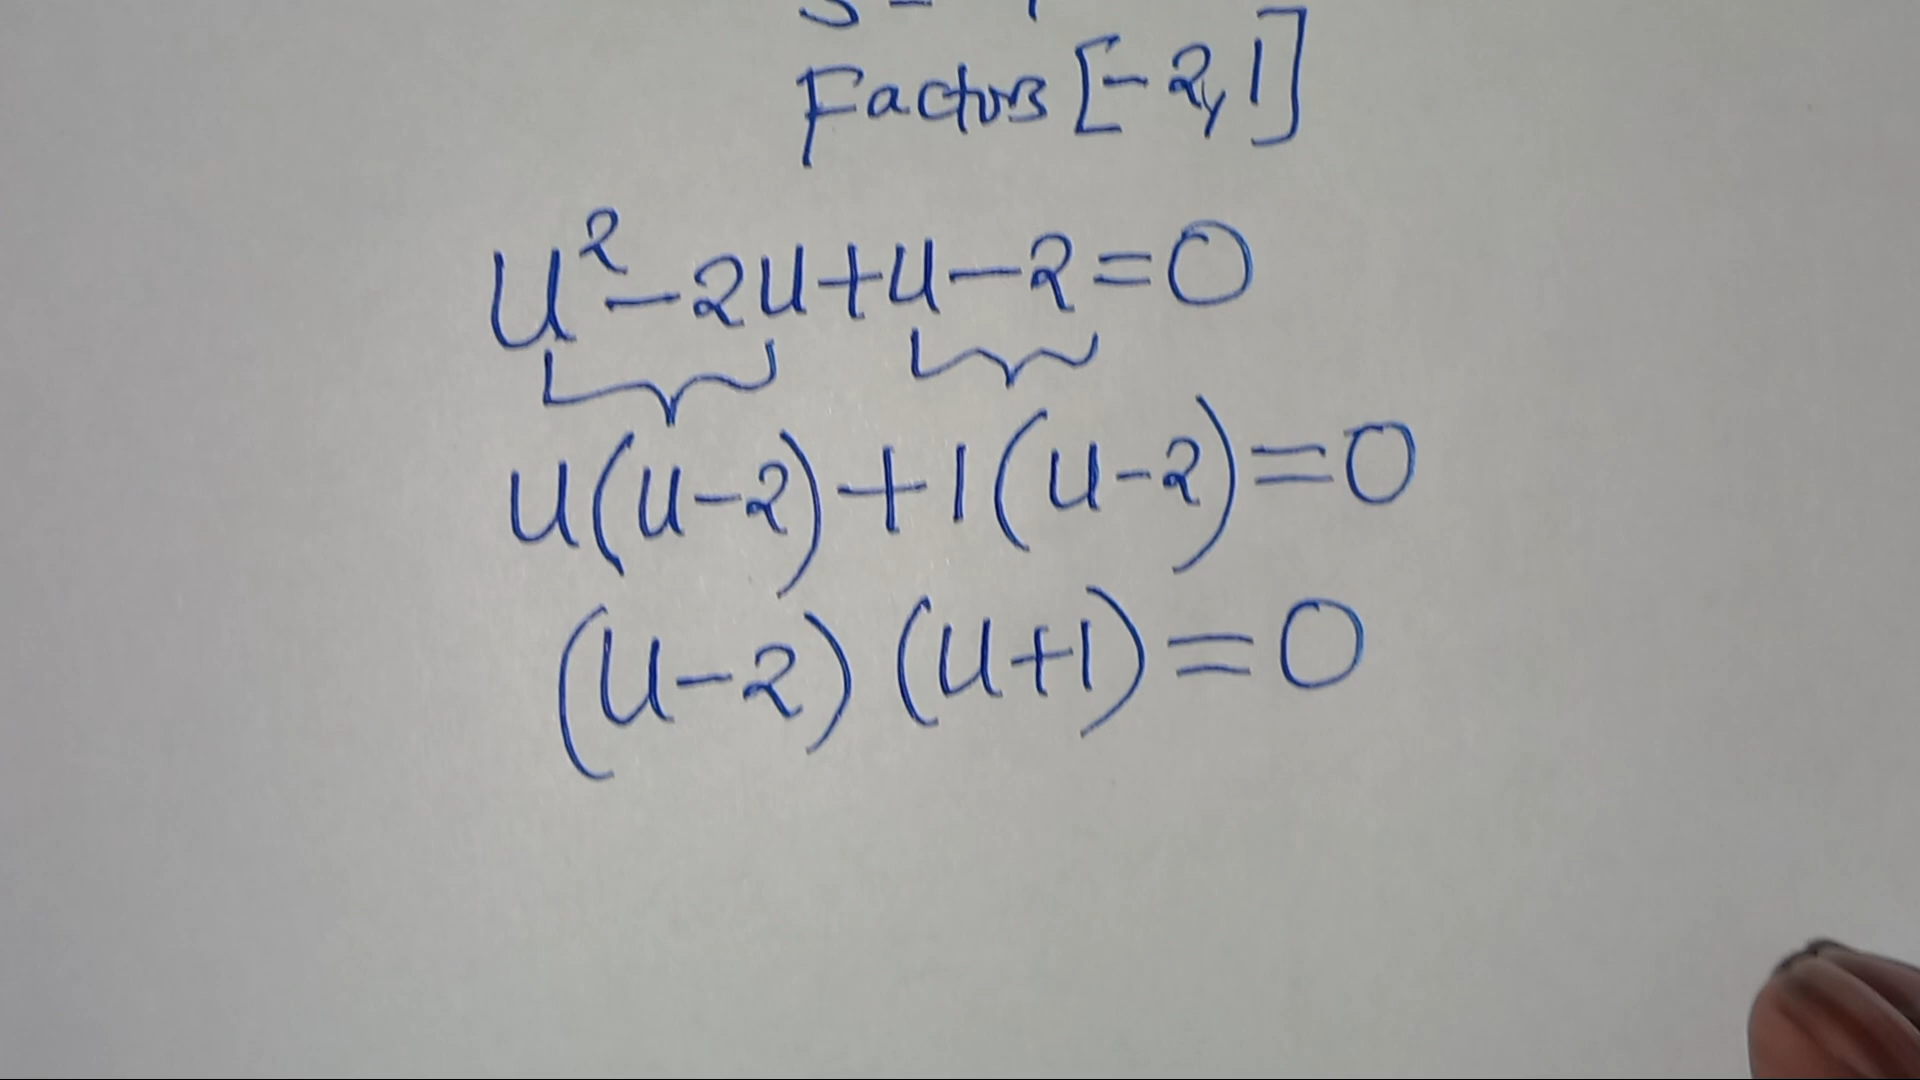 Factors [-2, 1]
u²-2u+u-2=0
u(u-2)+1(u-2)=0
(u-2)(u+1)=0